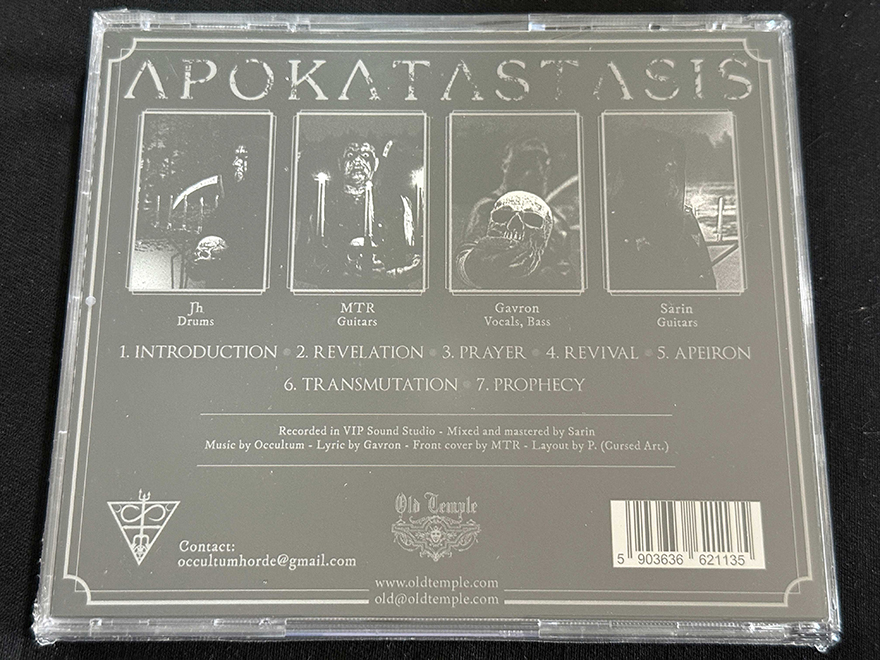 APOKATASTASIS
Jh
Drums
MTR
Guitars
Gavron
Vocals, Bass
Sarin
Guitars
1. INTRODUCTION • 2. REVELATION • 3. PRAYER • 4. REVIVAL • 5. APEIRON
6. TRANSMUTATION • 7. PROPHECY
Recorded in VIP Sound Studio - Mixed and mastered by Sarin
Music by Occultum - Lyric by Gavron - Front cover by MTR - Layout by P. (Cursed Art.)
Contact:
occultumhorde@gmail.com
Old Temple
www.oldtemple.com
old@oldtemple.com
5 903636 621135